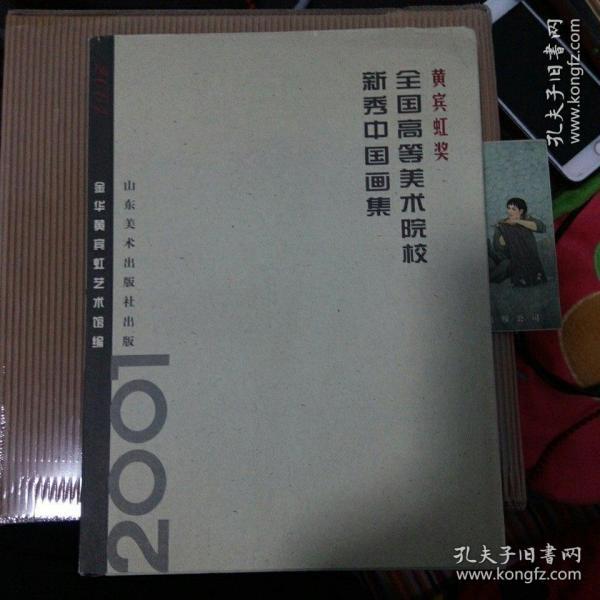 黄宾虹奖
全国高等美术院校
新秀中国画集
山东美术出版社出版
金华黄宾虹艺术馆编
2001
公司
孔夫子旧书网
www.kongfz.com
孔夫子旧书网
www.kongfz.com